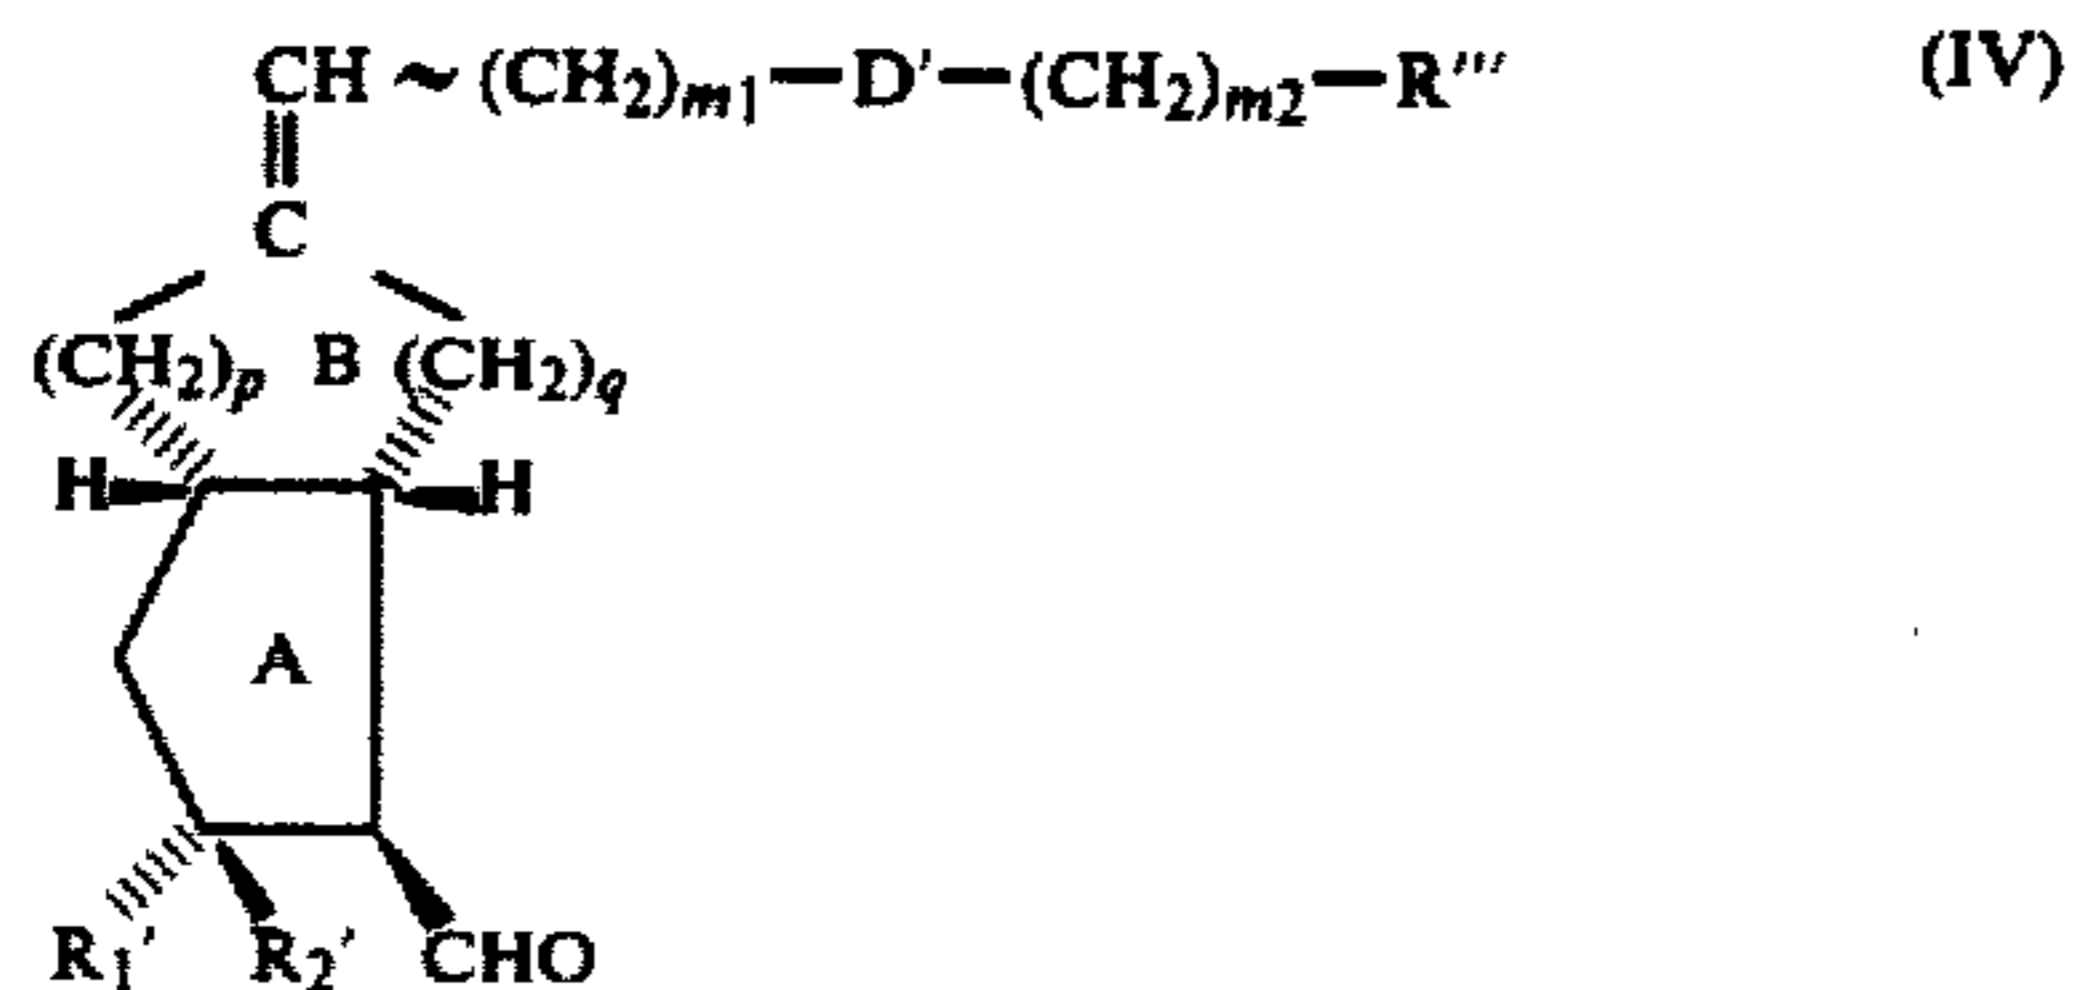 CH ~ (CH2)m1—D'—(CH2)m2—R''' (IV)
C
(CH2)p B (CH2)q
H H
A
R1' R2' CHO